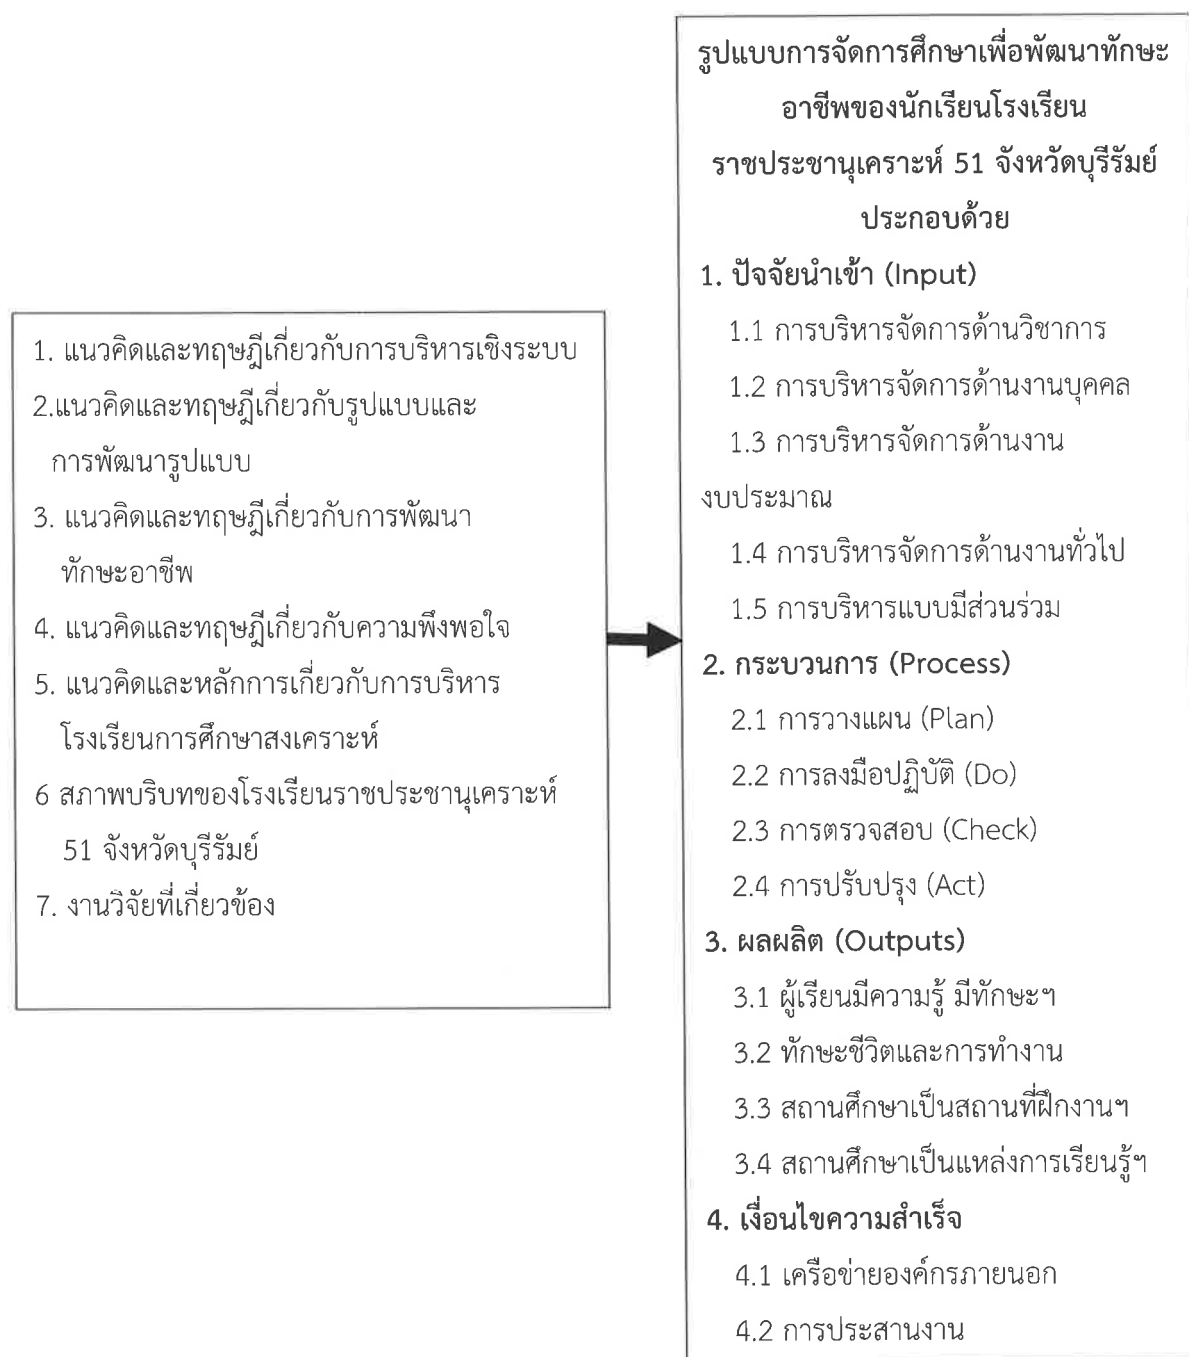 1. แนวคิดและทฤษฎีเกี่ยวกับการบริหารเชิงระบบ
2.แนวคิดและทฤษฎีเกี่ยวกับรูปแบบและ
การพัฒนารูปแบบ
3. แนวคิดและทฤษฎีเกี่ยวกับการพัฒนา
ทักษะอาชีพ
4. แนวคิดและทฤษฎีเกี่ยวกับความพึงพอใจ
5. แนวคิดและหลักการเกี่ยวกับการบริหาร
โรงเรียนการศึกษาสงเคราะห์
6 สภาพบริบทของโรงเรียนราชประชานุเคราะห์
51 จังหวัดบุรีรัมย์
7. งานวิจัยที่เกี่ยวข้อง
รูปแบบการจัดการศึกษาเพื่อพัฒนาทักษะ
อาชีพของนักเรียนโรงเรียน
ราชประชานุเคราะห์ 51 จังหวัดบุรีรัมย์
ประกอบด้วย
1. ปัจจัยนำเข้า (Input)
1.1 การบริหารจัดการด้านวิชาการ
1.2 การบริหารจัดการด้านงานบุคคล
1.3 การบริหารจัดการด้านงาน
งบประมาณ
1.4 การบริหารจัดการด้านงานทั่วไป
1.5 การบริหารแบบมีส่วนร่วม
2. กระบวนการ (Process)
2.1 การวางแผน (Plan)
2.2 การลงมือปฏิบัติ (Do)
2.3 การตรวจสอบ (Check)
2.4 การปรับปรุง (Act)
3. ผลผลิต (Outputs)
3.1 ผู้เรียนมีความรู้ มีทักษะฯ
3.2 ทักษะชีวิตและการทำงาน
3.3 สถานศึกษาเป็นสถานที่ฝึกงานฯ
3.4 สถานศึกษาเป็นแหล่งการเรียนรู้ฯ
4. เงื่อนไขความสำเร็จ
4.1 เครือข่ายองค์กรภายนอก
4.2 การประสานงาน